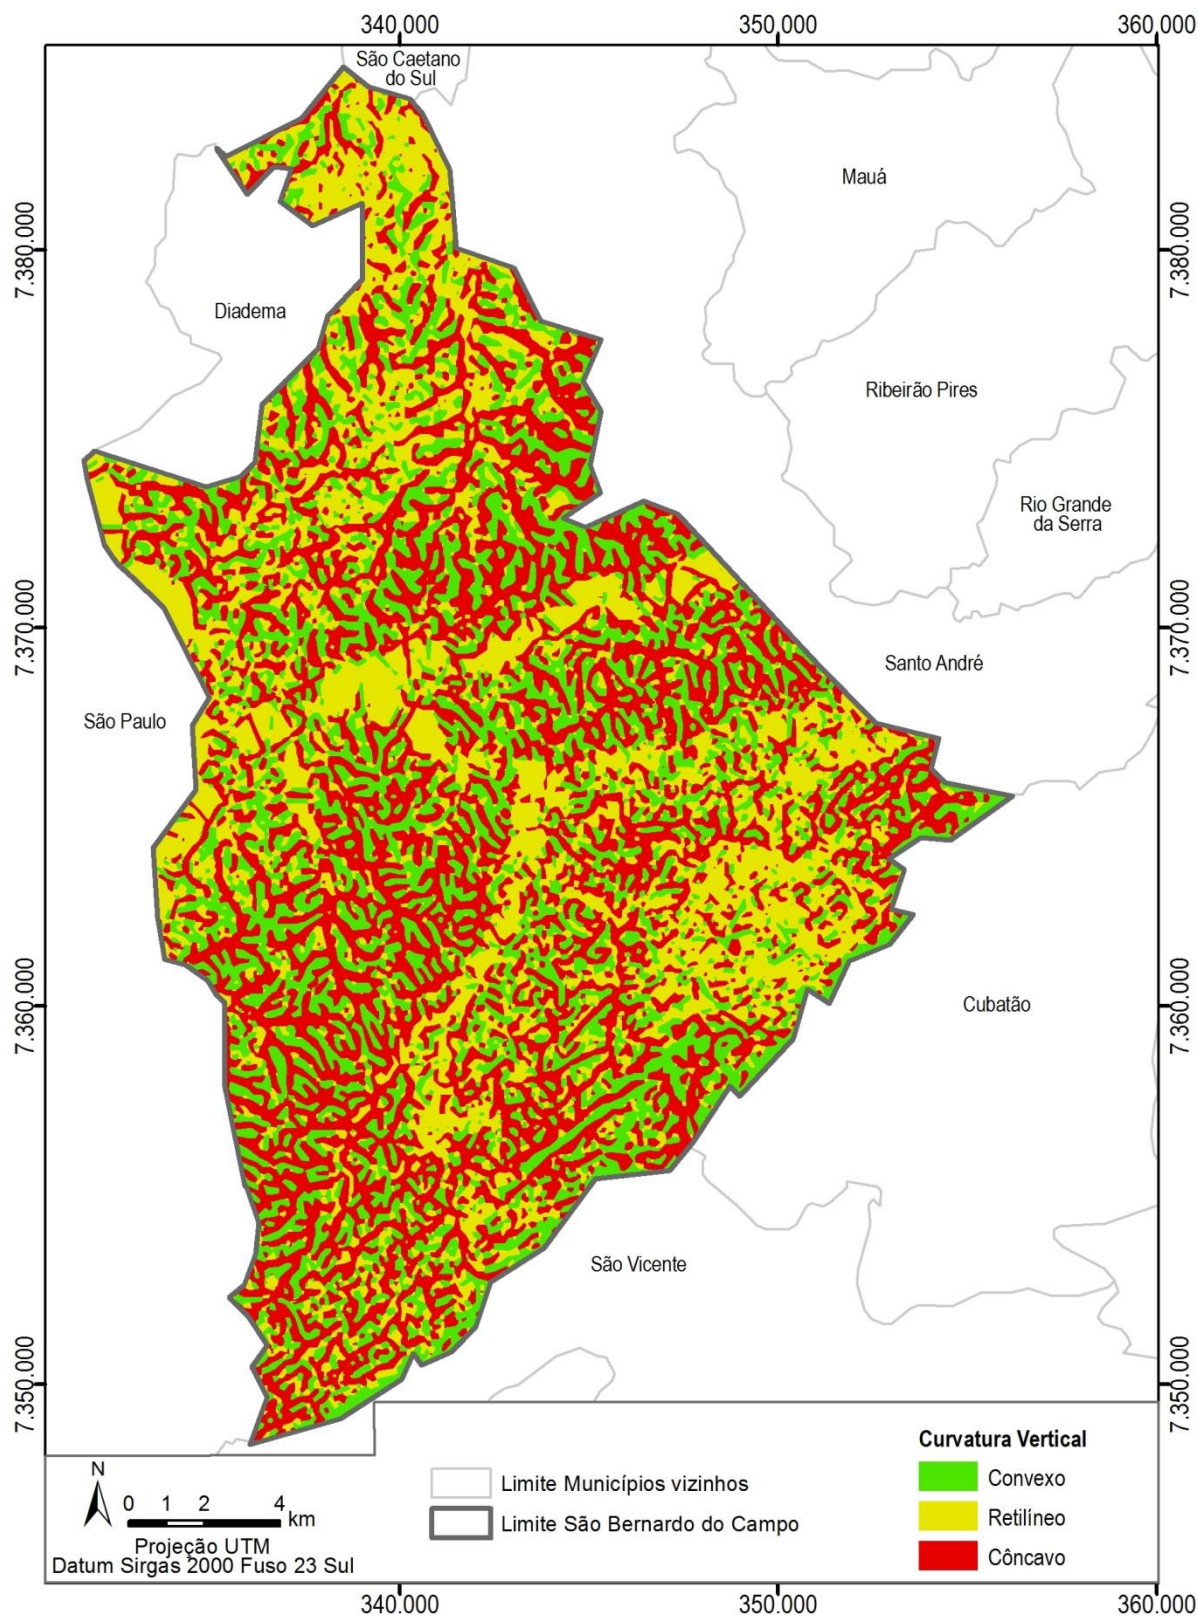 340.000
350.000
360.000
São Caetano
do Sul
Mauá
7.380.000
7.380.000
Diadema
Ribeirão Pires
Rio Grande
da Serra
7.370.000
7.370.000
Santo André
São Paulo
7.360.000
Cubatão
7.360.000
São Vicente
7.350.000
7.350.000
Curvatura Vertical
N
Limite Municípios vizinhos
Convexo
0 1 2 4
km
Limite São Bernardo do Campo
Retilíneo
Projeção UTM
Datum Sirgas 2000 Fuso 23 Sul
Côncavo
340.000
350.000
360.000